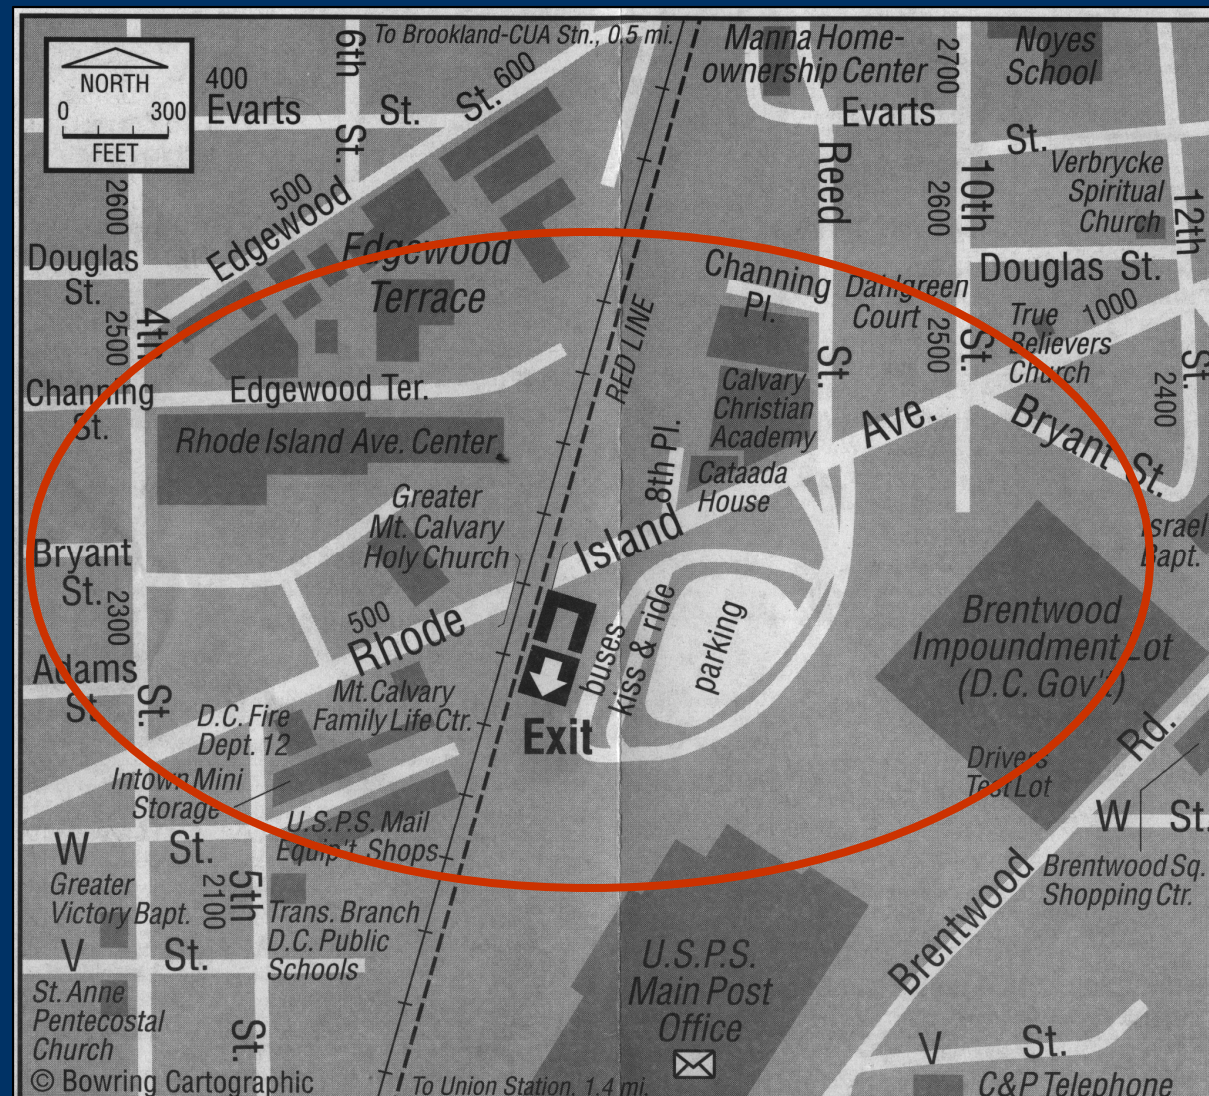 To Brookland-CUA Stn., 0.5 mi.
NORTH
0 300
FEET
400
Evarts St.
6th St.
Edgewood St.
500
600
Manna Home-
ownership Center
2700
Noyes
School
Evarts
St.
Verbrycke
Spiritual
Church
Reed St.
10th St.
12th St.
2600
2600
Douglas
St.
Edgewood
Terrace
RED LINE
Channing
Pl.
Dahlgreen
Court
Douglas St.
1000
True
Believers
Church
2500
2500
4th St.
2400
Channing
St.
Edgewood Ter.
Calvary
Christian
Academy
Bryant St.
Rhode Island Ave. Center
8th Pl.
Cataada
House
Greater
Mt. Calvary
Holy Church
Rhode Island Ave.
500
Israel
Bapt.
Bryant
St.
2300
Adams
St.
buses
kiss & ride
parking
Brentwood
Impoundment Lot
(D.C. Gov't)
Mt. Calvary
Family Life Ctr.
D.C. Fire
Dept. 12
Exit
Intown Mini
Storage
Drivers
Test Lot
Brentwood Rd.
W St.
U.S.P.S. Mail
Equip't Shops
W St.
Greater
Victory Bapt.
2100
5th St.
Brentwood Sq.
Shopping Ctr.
Trans. Branch
D.C. Public
Schools
V St.
U.S.P.S.
Main Post
Office
St. Anne
Pentecostal
Church
V St.
© Bowring Cartographic
To Union Station, 1.4 mi.
C&P Telephone